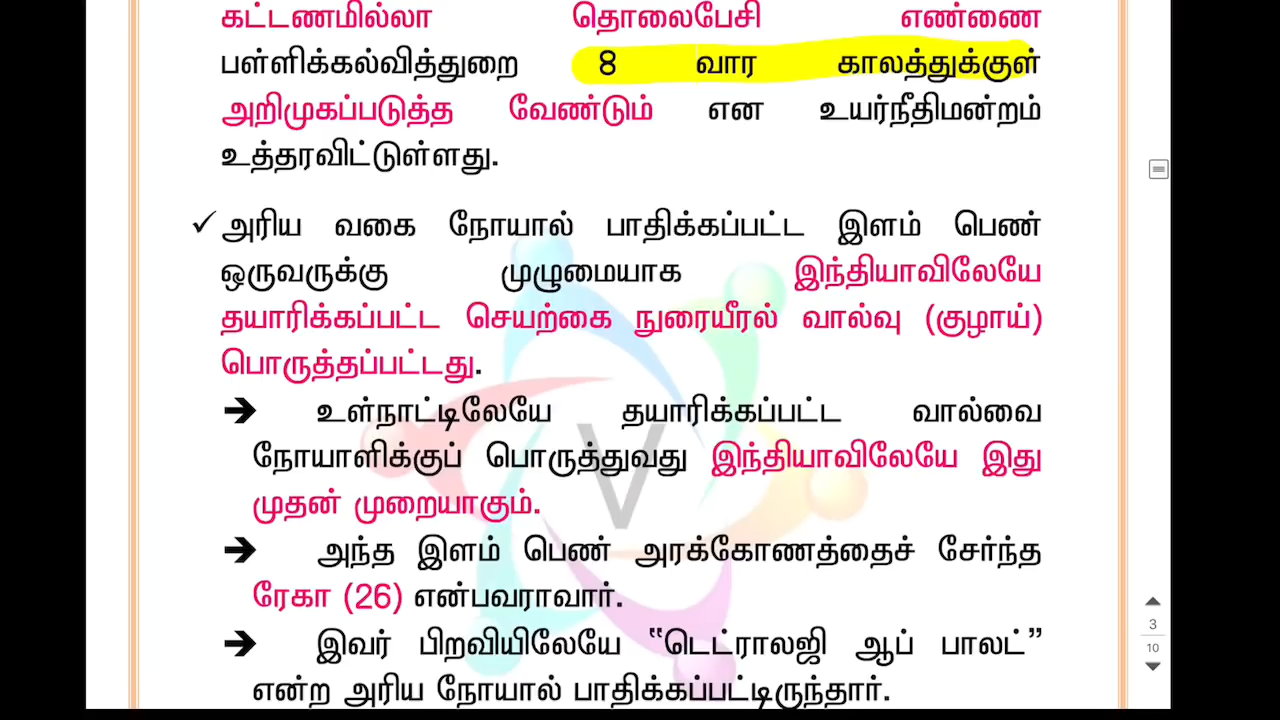 கட்டணமில்லா தொலைபேசி எண்ணை
பள்ளிக்கல்வித்துறை 8 வார காலத்துக்குள்
அறிமுகப்படுத்த வேண்டும் என உயர்நீதிமன்றம்
உத்தரவிட்டுள்ளது.
✓ அரிய வகை நோயால் பாதிக்கப்பட்ட இளம் பெண்
ஒருவருக்கு முழுமையாக இந்தியாவிலேயே
தயாரிக்கப்பட்ட செயற்கை நுரையீரல் வால்வு (குழாய்)
பொருத்தப்பட்டது.
➔ உள்நாட்டிலேயே தயாரிக்கப்பட்ட வால்வை
நோயாளிக்குப் பொருத்துவது இந்தியாவிலேயே இது
முதன் முறையாகும்.
➔ அந்த இளம் பெண் அரக்கோணத்தைச் சேர்ந்த
ரேகா (26) என்பவராவார்.
➔ இவர் பிறவியிலேயே “டெட்ராலஜி ஆப் பாலட்”
என்ற அரிய நோயால் பாதிக்கப்பட்டிருந்தார்.
V
3
10